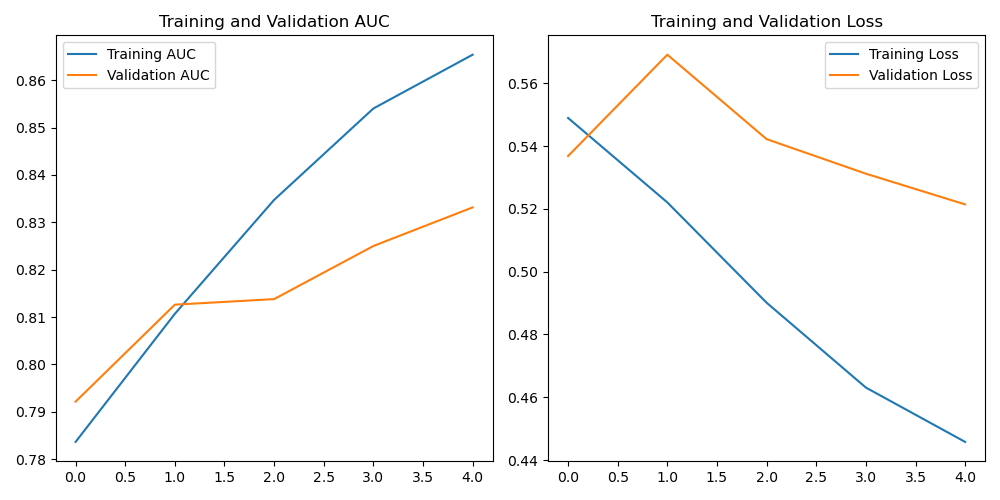 Training and Validation AUC
Training AUC
Validation AUC
0.86
0.85
0.84
0.83
0.82
0.81
0.80
0.79
0.78
0.0 0.5 1.0 1.5 2.0 2.5 3.0 3.5 4.0
Training and Validation Loss
Training Loss
Validation Loss
0.56
0.54
0.52
0.50
0.48
0.46
0.44
0.0 0.5 1.0 1.5 2.0 2.5 3.0 3.5 4.0